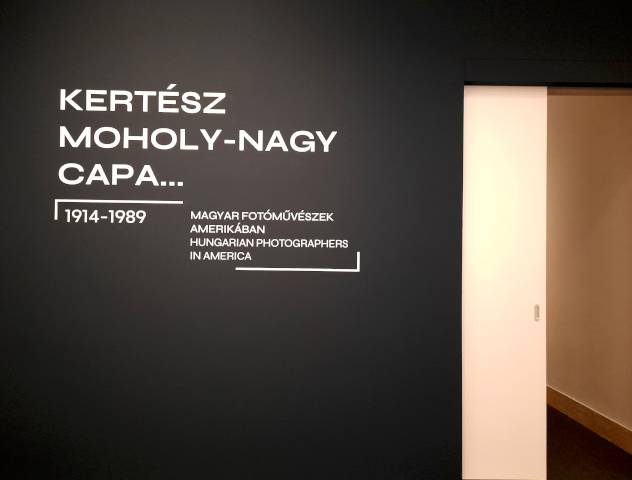 KERTÉSZ
MOHOLY-NAGY
CAPA...
1914-1989
MAGYAR FOTÓMŰVÉSZEK
AMERIKÁBAN
HUNGARIAN PHOTOGRAPHERS
IN AMERICA